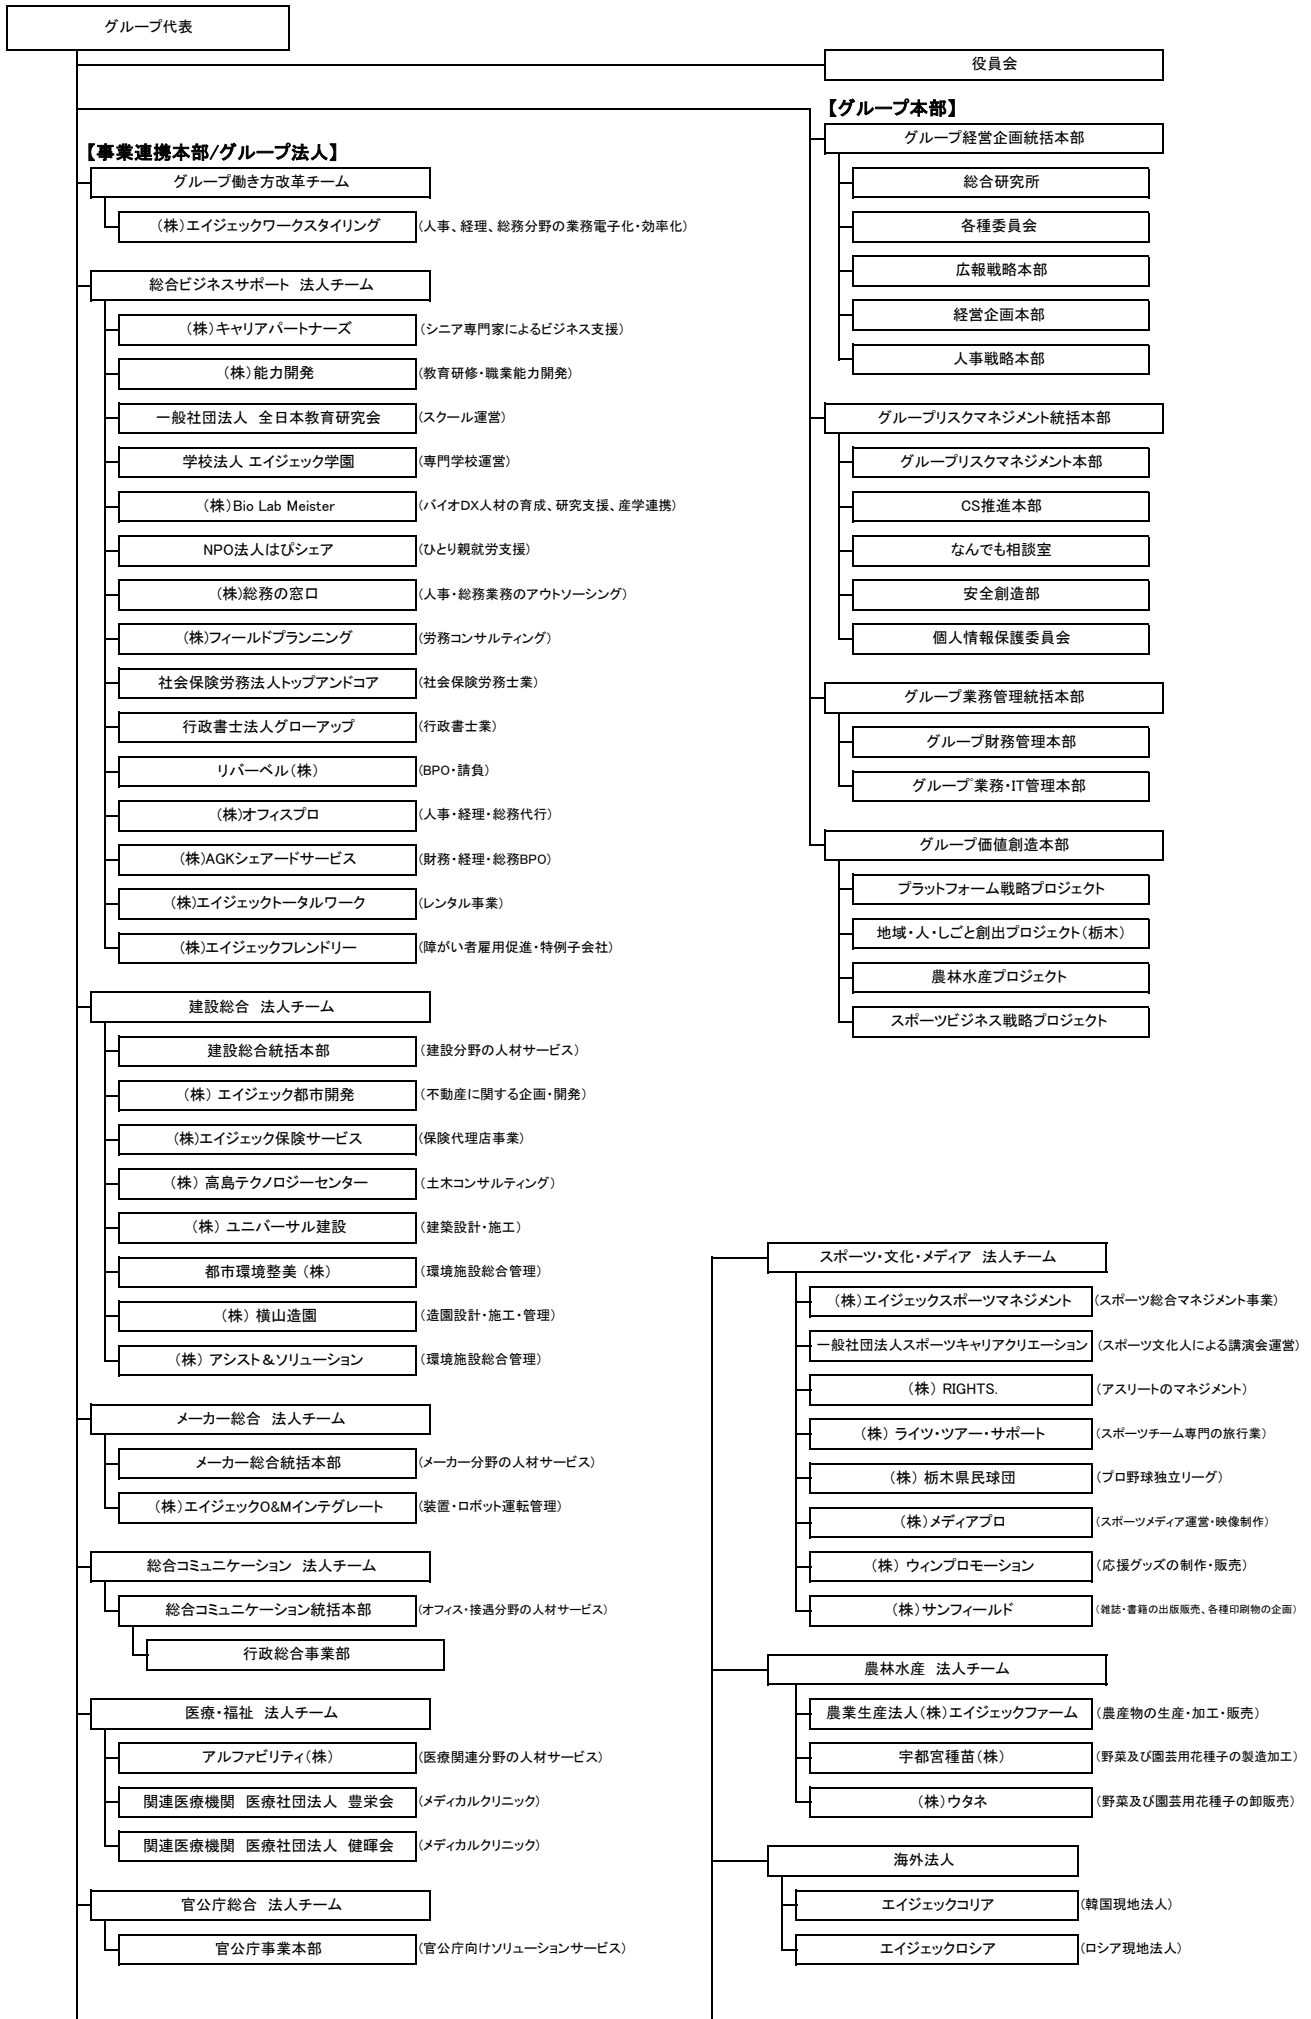 グループ代表
役員会
【グループ本部】
グループ経営企画統括本部
総合研究所
各種委員会
広報戦略本部
経営企画本部
人事戦略本部
グループリスクマネジメント統括本部
グループリスクマネジメント本部
CS推進本部
なんでも相談室
安全創造部
個人情報保護委員会
グループ業務管理統括本部
グループ財務管理本部
グループ業務・IT管理本部
グループ価値創造本部
プラットフォーム戦略プロジェクト
地域・人・しごと創出プロジェクト(栃木)
農林水産プロジェクト
スポーツビジネス戦略プロジェクト
【事業連携本部/グループ法人】
グループ働き方改革チーム
(株)エイジェックワークスタイリング (人事、経理、総務分野の業務電子化・効率化)
総合ビジネスサポート 法人チーム
(株)キャリアパートナーズ (シニア専門家によるビジネス支援)
(株)能力開発 (教育研修・職業能力開発)
一般社団法人 全日本教育研究会 (スクール運営)
学校法人 エイジェック学園 (専門学校運営)
(株)Bio Lab Meister (バイオDX人材の育成、研究支援、産学連携)
NPO法人はぴシェア (ひとり親就労支援)
(株)総務の窓口 (人事・総務業務のアウトソーシング)
(株)フィールドプランニング (労務コンサルティング)
社会保険労務法人トップアンドコア (社会保険労務士業)
行政書士法人グローアップ (行政書士業)
リバーベル(株) (BPO・請負)
(株)オフィスプロ (人事・経理・総務代行)
(株)AGKシェアードサービス (財務・経理・総務BPO)
(株)エイジェックトータルワーク (レンタル事業)
(株)エイジェックフレンドリー (障がい者雇用促進・特例子会社)
建設総合 法人チーム
建設総合統括本部 (建設分野の人材サービス)
(株) エイジェック都市開発 (不動産に関する企画・開発)
(株)エイジェック保険サービス (保険代理店事業)
(株) 高島テクノロジーセンター (土木コンサルティング)
(株) ユニバーサル建設 (建築設計・施工)
都市環境整美 (株) (環境施設総合管理)
(株) 横山造園 (造園設計・施工・管理)
(株) アシスト&ソリューション (環境施設総合管理)
メーカー総合 法人チーム
メーカー総合統括本部 (メーカー分野の人材サービス)
(株)エイジェックO&Mインテグレート (装置・ロボット運転管理)
総合コミュニケーション 法人チーム
総合コミュニケーション統括本部 (オフィス・接遇分野の人材サービス)
行政総合事業部
医療・福祉 法人チーム
アルファビリティ(株) (医療関連分野の人材サービス)
関連医療機関 医療社団法人 豊栄会 (メディカルクリニック)
関連医療機関 医療社団法人 健暉会 (メディカルクリニック)
官公庁総合 法人チーム
官公庁事業本部 (官公庁向けソリューションサービス)
スポーツ・文化・メディア 法人チーム
(株)エイジェックスポーツマネジメント (スポーツ総合マネジメント事業)
一般社団法人スポーツキャリアクリエーション (スポーツ文化人による講演会運営)
(株) RIGHTS. (アスリートのマネジメント)
(株) ライツ・ツアー・サポート (スポーツチーム専門の旅行業)
(株) 栃木県民球団 (プロ野球独立リーグ)
(株)メディアプロ (スポーツメディア運営・映像制作)
(株) ウィンプロモーション (応援グッズの制作・販売)
(株)サンフィールド (雑誌・書籍の出版販売、各種印刷物の企画)
農林水産 法人チーム
農業生産法人(株)エイジェックファーム (農産物の生産・加工・販売)
宇都宮種苗(株) (野菜及び園芸用花種子の製造加工)
(株)ウタネ (野菜及び園芸用花種子の卸販売)
海外法人
エイジェックコリア (韓国現地法人)
エイジェックロシア (ロシア現地法人)